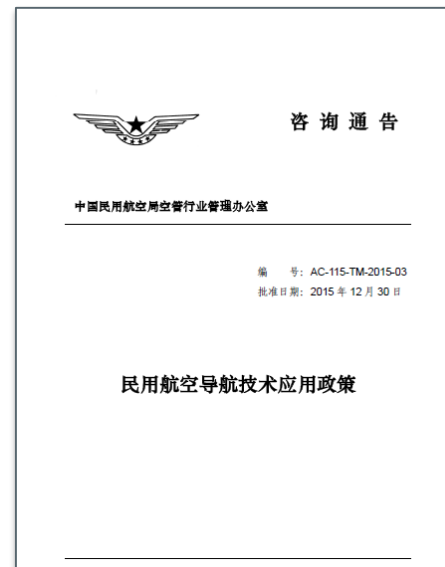 咨询通告
中国民用航空局空管行业管理办公室
编 号：AC-115-TM-2015-03
批准日期：2015 年 12 月 30 日
民用航空导航技术应用政策